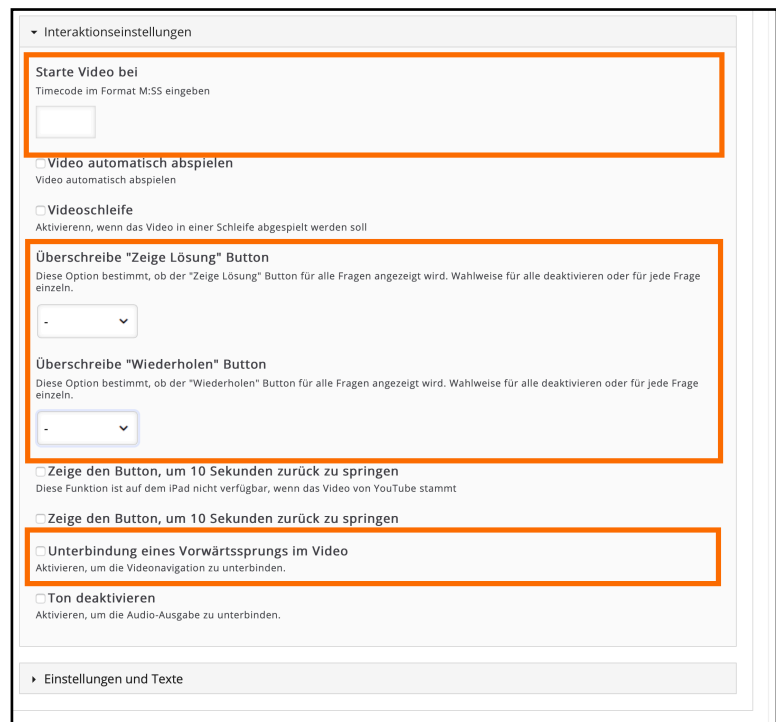 Interaktionseinstellungen
Starte Video bei
Timecode im Format M:SS eingeben
Video automatisch abspielen
Video automatisch abspielen
Videoschleife
Aktivierenn, wenn das Video in einer Schleife abgespielt werden soll
Überschreibe "Zeige Lösung" Button
Diese Option bestimmt, ob der "Zeige Lösung" Button für alle Fragen angezeigt wird. Wahlweise für alle deaktivieren oder für jede Frage
einzeln.
-
Überschreibe "Wiederholen" Button
Diese Option bestimmt, ob der "Wiederholen" Button für alle Fragen angezeigt wird. Wahlweise für alle deaktivieren oder für jede Frage
einzeln.
-
Zeige den Button, um 10 Sekunden zurück zu springen
Diese Funktion ist auf dem iPad nicht verfügbar, wenn das Video von YouTube stammt
Zeige den Button, um 10 Sekunden zurück zu springen
Unterbindung eines Vorwärtssprungs im Video
Aktivieren, um die Videonavigation zu unterbinden.
Ton deaktivieren
Aktivieren, um die Audio-Ausgabe zu unterbinden.
Einstellungen und Texte